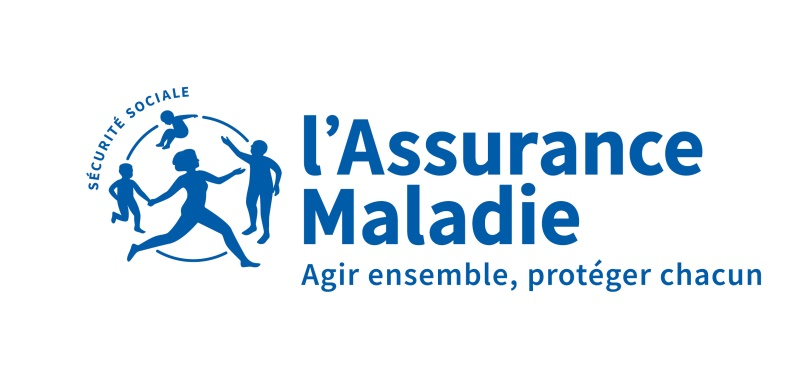 SÉCURITÉ SOCIALE
l’Assurance
Maladie
Agir ensemble, protéger chacun